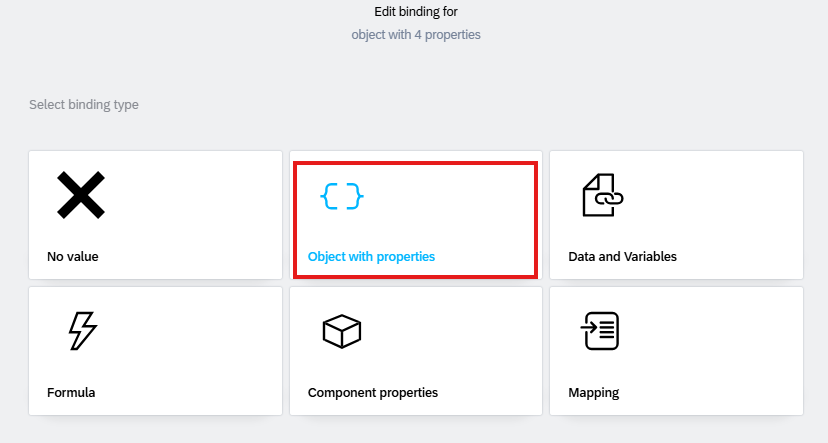 Edit binding for
object with 4 properties
Select binding type
No value
Object with properties
Data and Variables
Formula
Component properties
Mapping